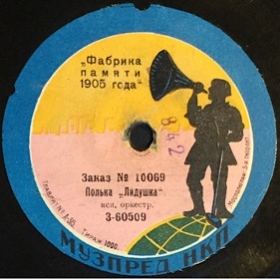 „Фабрика
памяти
1905 года"
842
Заказ № 10069
Полька „Ладушка"
исп. оркестр.
3-60509
Тираж 1000.
МУЗПРЕД НКП